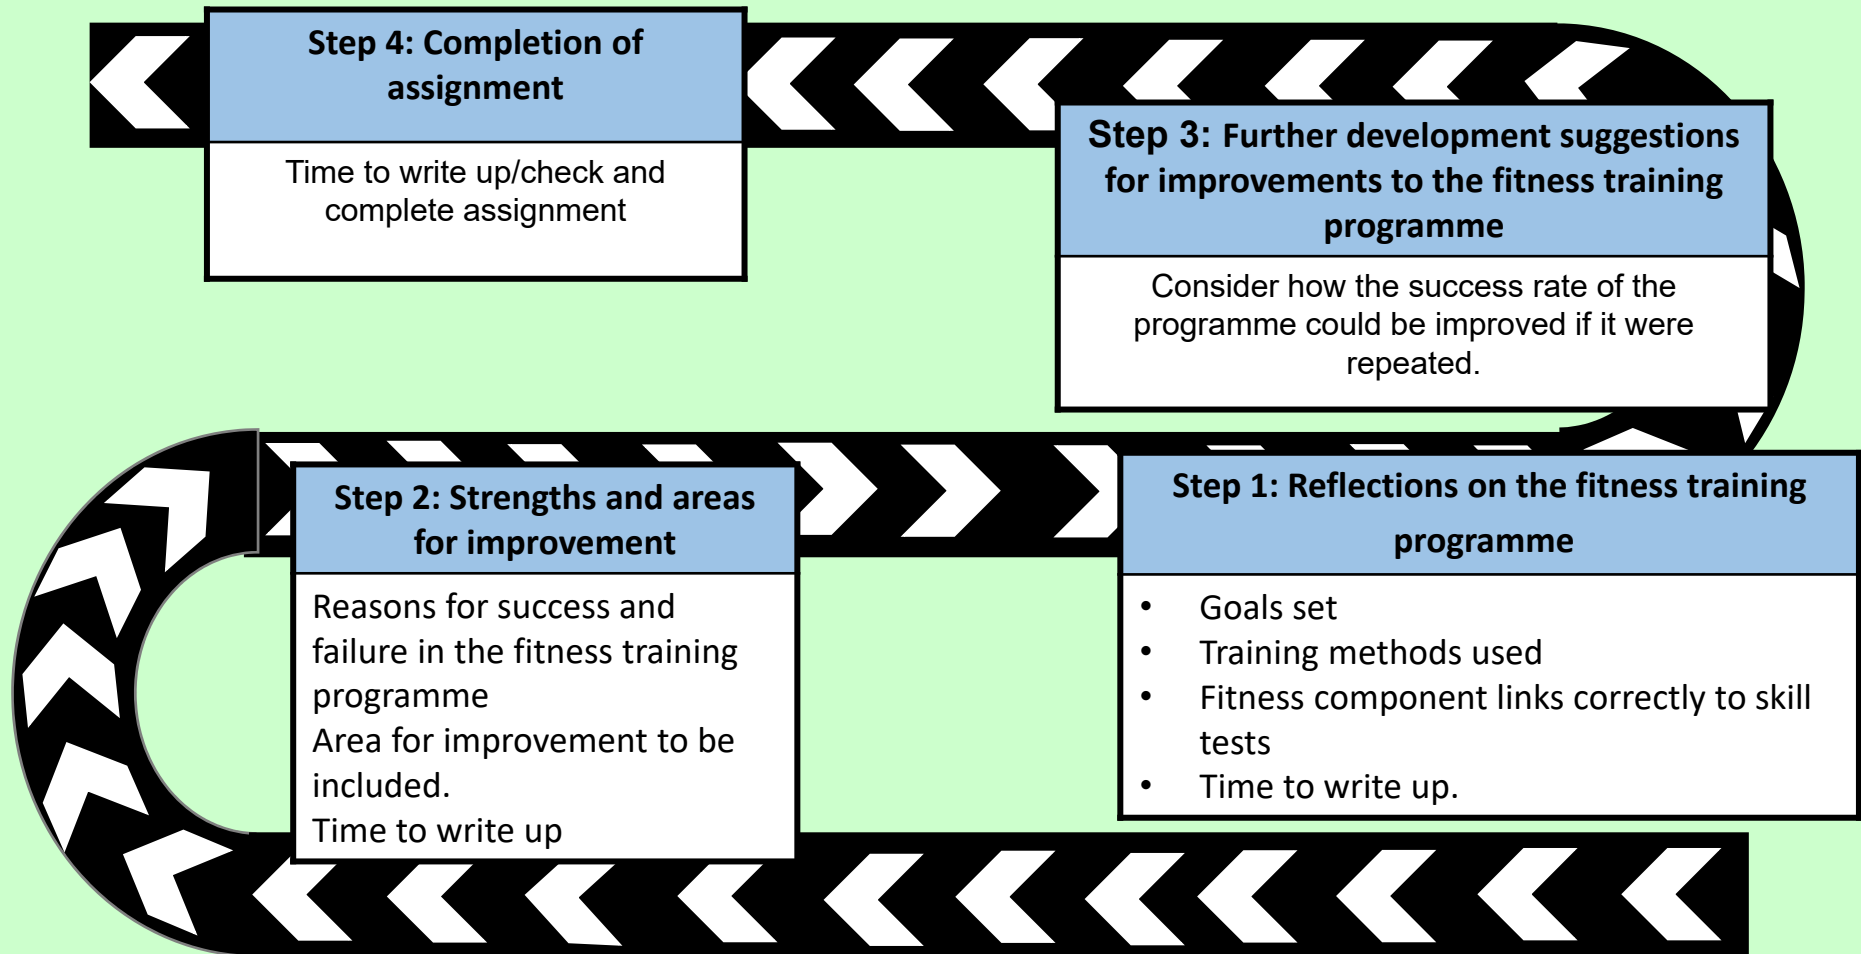 Step 4: Completion of
assignment
Time to write up/check and
complete assignment
Step 3: Further development suggestions
for improvements to the fitness training
programme
Consider how the success rate of the
programme could be improved if it were
repeated.
Step 2: Strengths and areas
for improvement
Reasons for success and
failure in the fitness training
programme
Area for improvement to be
included.
Time to write up
Step 1: Reflections on the fitness training
programme
• Goals set
• Training methods used
• Fitness component links correctly to skill
tests
• Time to write up.